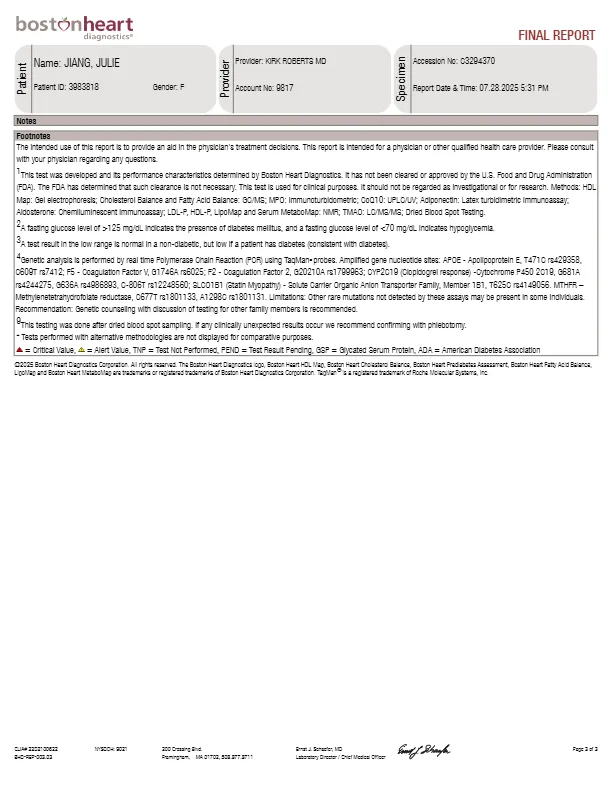 bostonheart
diagnostics®
FINAL REPORT
Patient
Name: JIANG, JULIE
Patient ID: 3983818
Gender: F
Provider
Provider: KIRK ROBERTS MD
Account No: 9817
Specimen
Accession No: c3294370
Report Date & Time: 07.28.2025 5:31 PM
Notes
Footnotes
The intended use of this report is to provide an aid in the physician's treatment decisions. This report is intended for a physician or other qualified health care provider. Please consult
with your physician regarding any questions.
1This test was developed and its performance characteristics determined by Boston Heart Diagnostics. It has not been cleared or approved by the U.S. Food and Drug Administration
(FDA). The FDA has determined that such clearance is not necessary. This test is used for clinical purposes. It should not be regarded as investigational or for research. Methods: HDL
Map: Gel electrophoresis; Cholesterol Balance and Fatty Acid Balance: GC/MS; MPO: Immunoturbidometric; CoQ10: UPLC/UV; Adiponectin: Latex turbidimetric immunoassay;
Aldosterone: Chemiluminescent Immunoassay; LDL-P, HDL-P, LipoMap and Serum MetaboMap: NMR; TMAO: LC/MS/MS; Dried Blood Spot Testing.
2A fasting glucose level of >125 mg/dL indicates the presence of diabetes mellitus, and a fasting glucose level of <70 mg/dL indicates hypoglycemia.
3A test result in the low range is normal in a non-diabetic, but low if a patient has diabetes (consistent with diabetes).
4Genetic analysis is performed by real time Polymerase Chain Reaction (PCR) using TaqMan• probes. Amplified gene nucleotide sites: APOE - Apolipoprotein E, T471C rs429358,
C609T rs7412; F5 - Coagulation Factor V, G1746A rs6025; F2 - Coagulation Factor 2, G20210A rs1799963; CYP2C19 (Clopidogrel response) -Cytochrome P450 2C19, G681A
rs4244275, G636A rs4986893, C-806T rs12248560; SLCO1B1 (Statin Myopathy) - Solute Carrier Organic Anion Transporter Family, Member 1B1, T625C rs4149056. MTHFR –
Methylenetetrahydrofolate reductase, C677T rs1801133, A1298C rs1801131. Limitations: Other rare mutations not detected by these assays may be present in some individuals.
Recommendation: Genetic counseling with discussion of testing for other family members is recommended.
9This testing was done after dried blood spot sampling. If any clinically unexpected results occur we recommend confirming with phlebotomy.
* Tests performed with alternative methodologies are not displayed for comparative purposes.
= Critical Value, = Alert Value, TNP = Test Not Performed, PEND = Test Result Pending, GSP = Glycated Serum Protein, ADA = American Diabetes Association
©2025 Boston Heart Diagnostics Corporation. All rights reserved. The Boston Heart Diagnostics logo, Boston Heart HDL Map, Boston Heart Cholesterol Balance, Boston Heart Prediabetes Assessment, Boston Heart Fatty Acid Balance,
LipoMap and Boston Heart MetaboMap are trademarks or registered trademarks of Boston Heart Diagnostics Corporation. TaqMan® is a registered trademark of Roche Molecular Systems, Inc.
CLIA# 22D2100622
NYSDOH: 9021
200 Crossing Blvd.
Ernst J. Schaefer, MD
Page 3 of 3
BHD-REP-003.03
Framingham, MA 01702, 508.877.8711
Laboratory Director / Chief Medical Officer